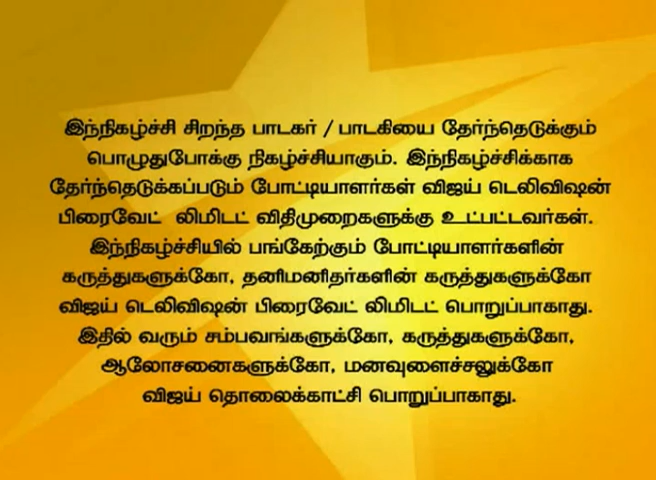 இந்நிகழ்ச்சி சிறந்த பாடகர் / பாடகியை தேர்ந்தெடுக்கும்
பொழுதுபோக்கு நிகழ்ச்சியாகும். இந்நிகழ்ச்சிக்காக
தேர்ந்தெடுக்கப்படும் போட்டியாளர்கள் விஜய் டெலிவிஷன்
பிரைவேட் லிமிடட் விதிமுறைகளுக்கு உட்பட்டவர்கள்.
இந்நிகழ்ச்சியில் பங்கேற்கும் போட்டியாளர்களின்
கருத்துகளுக்கோ, தனிமனிதர்களின் கருத்துகளுக்கோ
விஜய் டெலிவிஷன் பிரைவேட் லிமிடட் பொறுப்பாகாது.
இதில் வரும் சம்பவங்களுக்கோ, கருத்துகளுக்கோ,
ஆலோசனைகளுக்கோ, மனவுளைச்சலுக்கோ
விஜய் தொலைக்காட்சி பொறுப்பாகாது.